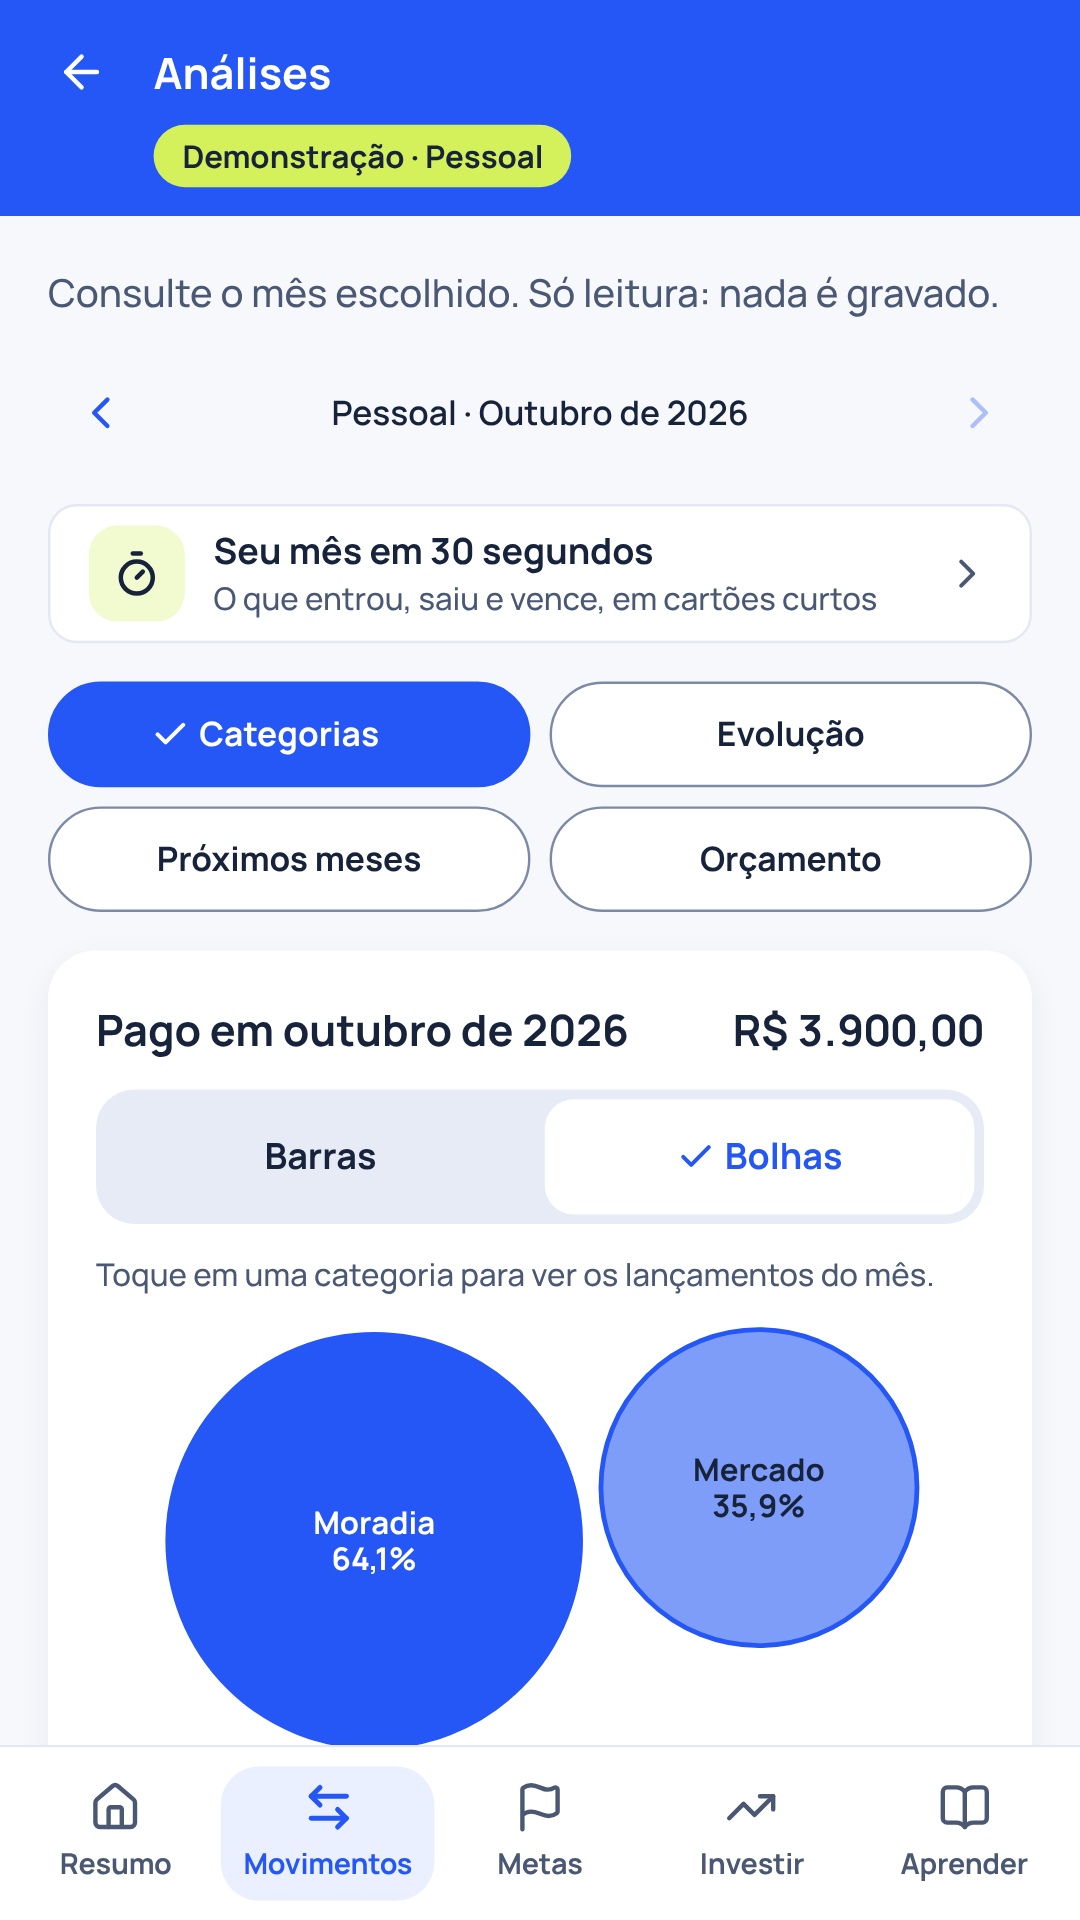 Análises
Demonstração · Pessoal
Consulte o mês escolhido. Só leitura: nada é gravado.
Pessoal · Outubro de 2026
Seu mês em 30 segundos
O que entrou, saiu e vence, em cartões curtos
Categorias
Evolução
Próximos meses
Orçamento
Pago em outubro de 2026
R$ 3.900,00
Barras
Bolhas
Toque em uma categoria para ver os lançamentos do mês.
Mercado
35,9%
Moradia
64,1%
Resumo
Movimentos
Metas
Investir
Aprender